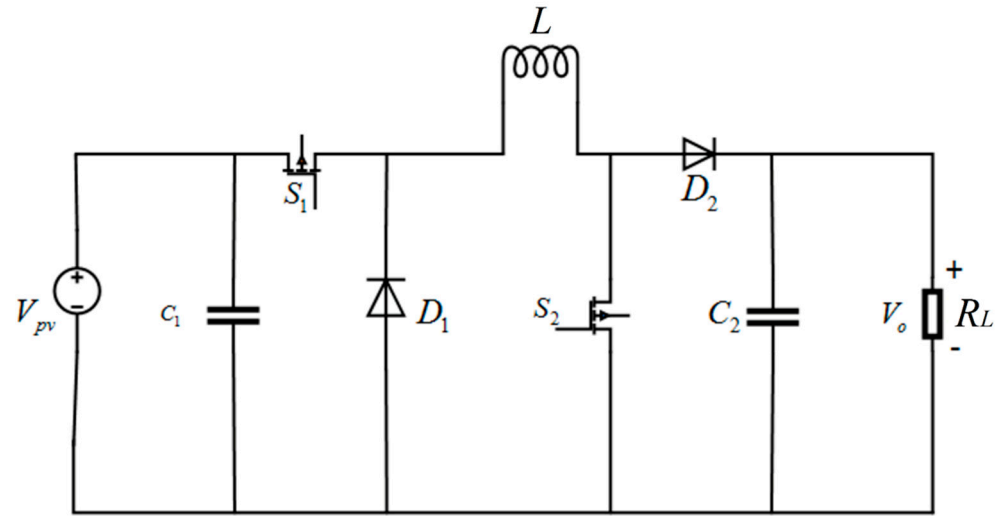 L
S1
D2
+
Vpv
+
-
C1
D1
S2
C2
Vo
RL
-